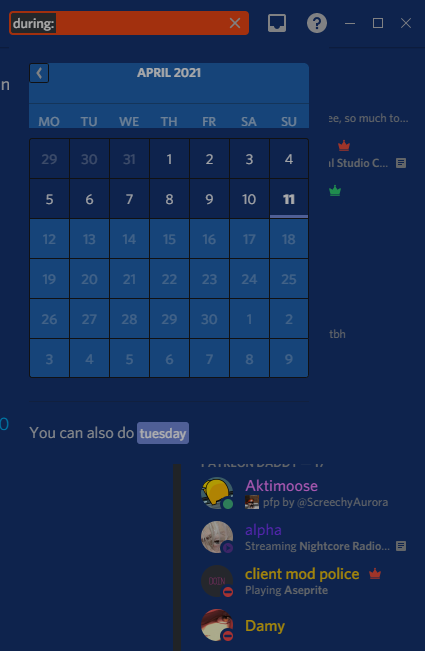 during:
n
APRIL 2021
MO TU WE TH FR SA SU
ee, so much to...
29 30 31 1 2 3 4
al Studio C...
5 6 7 8 9 10 11
12 13 14 15 16 17 18
19 20 21 22 23 24 25
26 27 28 29 30 1 2
tbh
3 4 5 6 7 8 9
0
You can also do tuesday
Aktimoose
pfp by @ScreechyAurora
alpha
Streaming Nightcore Radio...
client mod police
Playing Aseprite
Damy